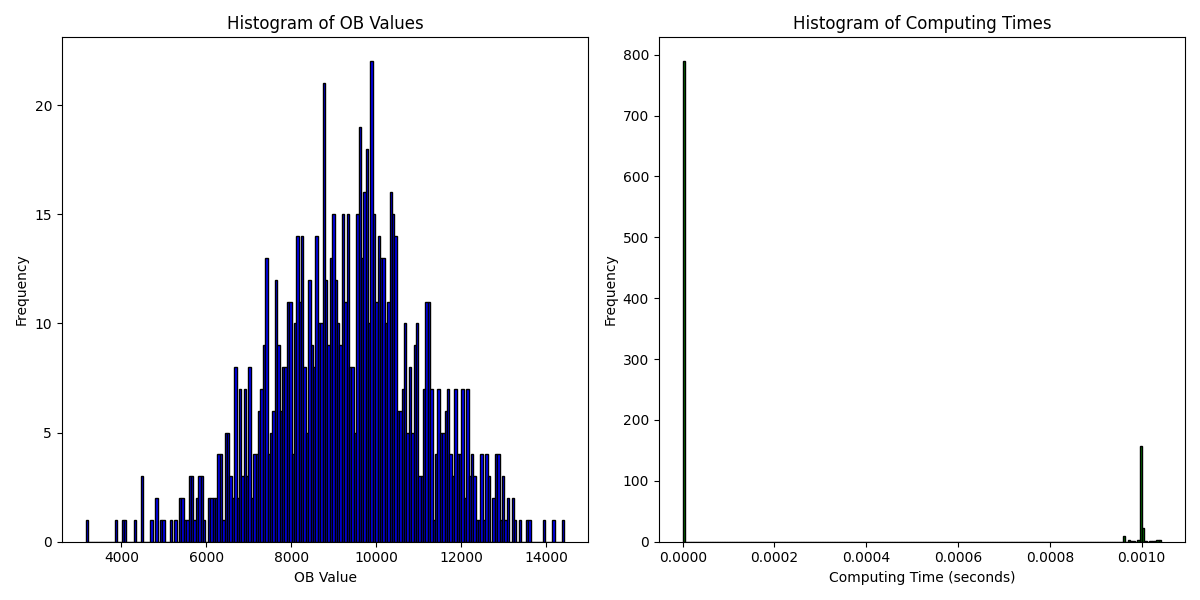 Histogram of OB Values
Frequency
20
15
10
5
0
4000 6000 8000 10000 12000 14000
OB Value
Histogram of Computing Times
Frequency
800
700
600
500
400
300
200
100
0
0.0000 0.0002 0.0004 0.0006 0.0008 0.0010
Computing Time (seconds)